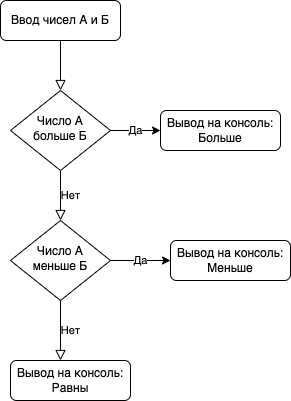 Ввод чисел А и Б
Число А
больше Б
Да
Вывод на консоль:
Больше
Нет
Число А
меньше Б
Да
Вывод на консоль:
Меньше
Нет
Вывод на консоль:
Равны